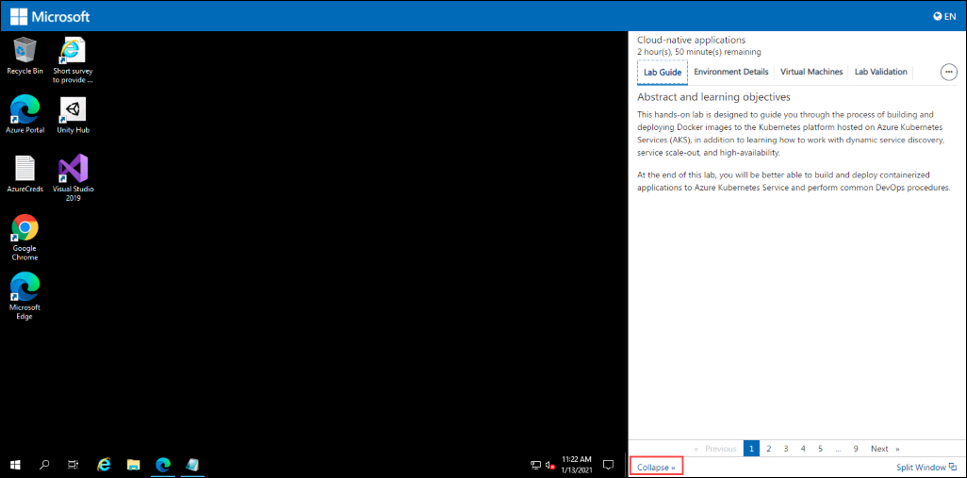 Microsoft
EN
Recycle Bin
Short survey
to provide ...
Azure Portal
Unity Hub
AzureCreds
Visual Studio
2019
Google
Chrome
Microsoft
Edge
11:22 AM
1/13/2021
Cloud-native applications
2 hour(s), 50 minute(s) remaining
Lab Guide Environment Details Virtual Machines Lab Validation
Abstract and learning objectives
This hands-on lab is designed to guide you through the process of building and
deploying Docker images to the Kubernetes platform hosted on Azure Kubernetes
Services (AKS), in addition to learning how to work with dynamic service discovery,
service scale-out, and high-availability.
At the end of this lab, you will be better able to build and deploy containerized
applications to Azure Kubernetes Service and perform common DevOps procedures.
« Previous 1 2 3 4 5 ... 9 Next »
Collapse » Split Window